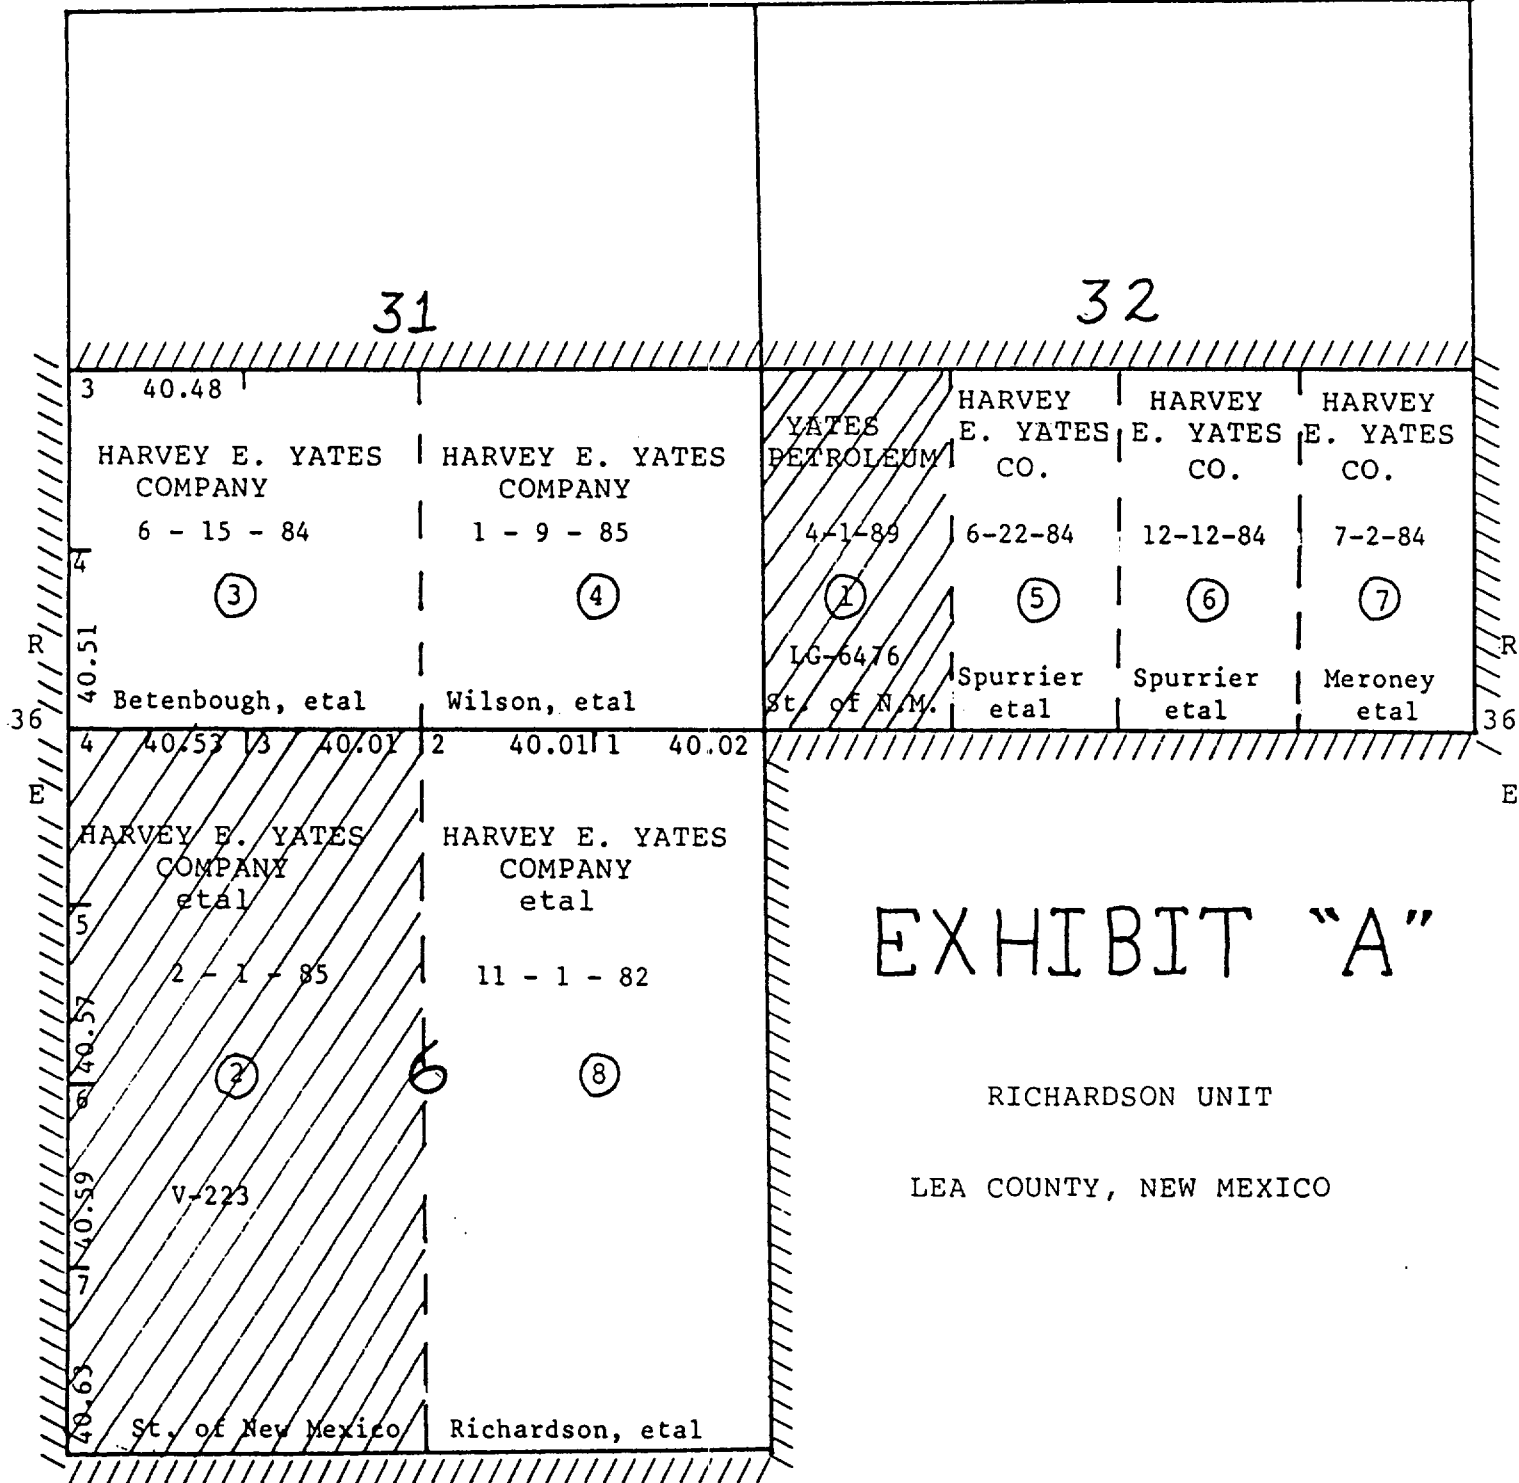 31
32
3 40.48
HARVEY E. YATES
COMPANY
6 - 15 - 84
4
3
40.51
Betenbough, etal
HARVEY E. YATES
COMPANY
1 - 9 - 85
4
Wilson, etal
YATES
PETROLEUM
4-1-89
1
LG-6476
St. of N.M.
HARVEY
E. YATES
CO.
6-22-84
5
Spurrier
etal
HARVEY
E. YATES
CO.
12-12-84
6
Spurrier
etal
HARVEY
E. YATES
CO.
7-2-84
7
Meroney
etal
R
36
E
R
36
E
4 40.53 3 40.01 2 40.01 1 40.02
HARVEY E. YATES
COMPANY
etal
5
2 - 1 - 85
40.57
2
6
6
40.59
V-223
7
40.63
St. of New Mexico
HARVEY E. YATES
COMPANY
etal
11 - 1 - 82
8
Richardson, etal
EXHIBIT "A"
RICHARDSON UNIT
LEA COUNTY, NEW MEXICO